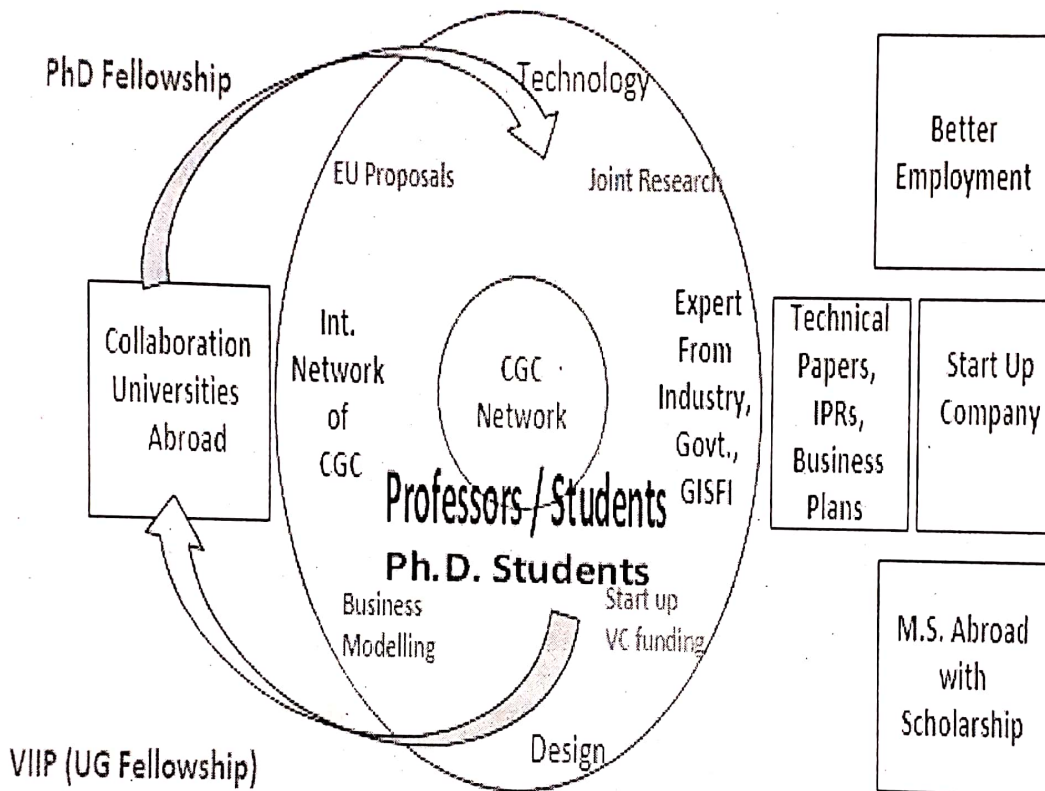 PhD Fellowship
Technology
EU Proposals
Joint Research
Better
Employment
Collaboration
Universities
Abroad
Int.
Network
of
CGC
CGC
Network
Expert
From
Industry,
Govt.,
GISFI
Technical
Papers,
IPRs,
Business
Plans
Start Up
Company
Professors / Students
Ph.D. Students
Business
Modelling
Start up
VC funding
M.S. Abroad
with
Scholarship
Design
VIIP (UG Fellowship)